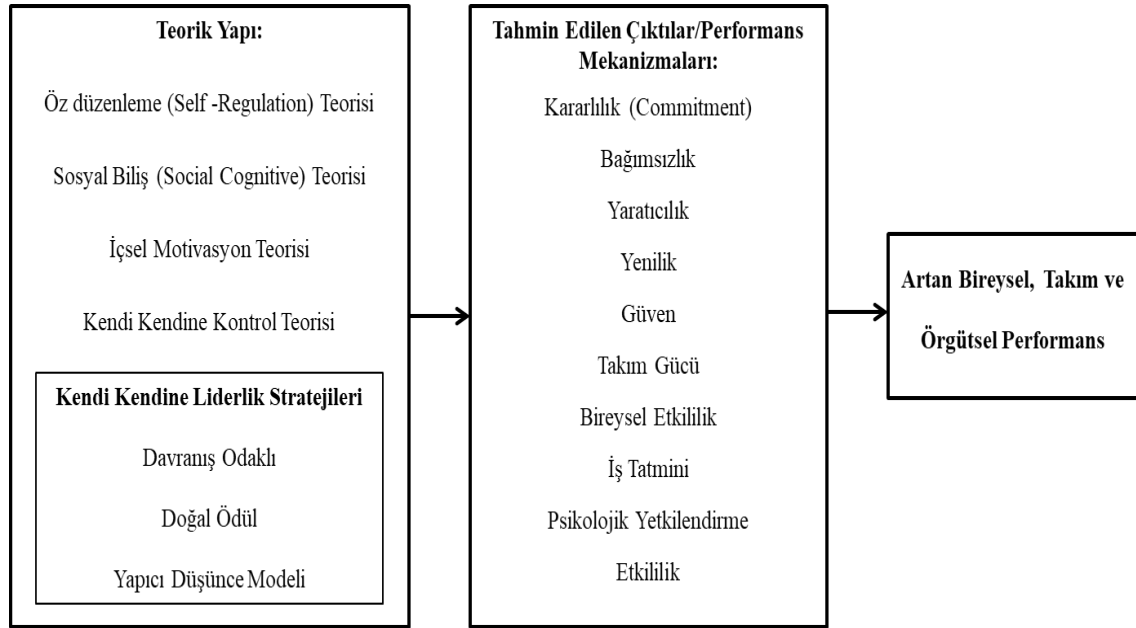 Teorik Yapı:
Öz düzenleme (Self -Regulation) Teorisi
Sosyal Biliş (Social Cognitive) Teorisi
İçsel Motivasyon Teorisi
Kendi Kendine Kontrol Teorisi
Kendi Kendine Liderlik Stratejileri
Davranış Odaklı
Doğal Ödül
Yapıcı Düşünce Modeli
Tahmin Edilen Çıktılar/Performans
Mekanizmaları:
Kararlılık (Commitment)
Bağımsızlık
Yaratıcılık
Yenilik
Güven
Takım Gücü
Bireysel Etkililik
İş Tatmini
Psikolojik Yetkilendirme
Etkililik
Artan Bireysel, Takım ve
Örgütsel Performans